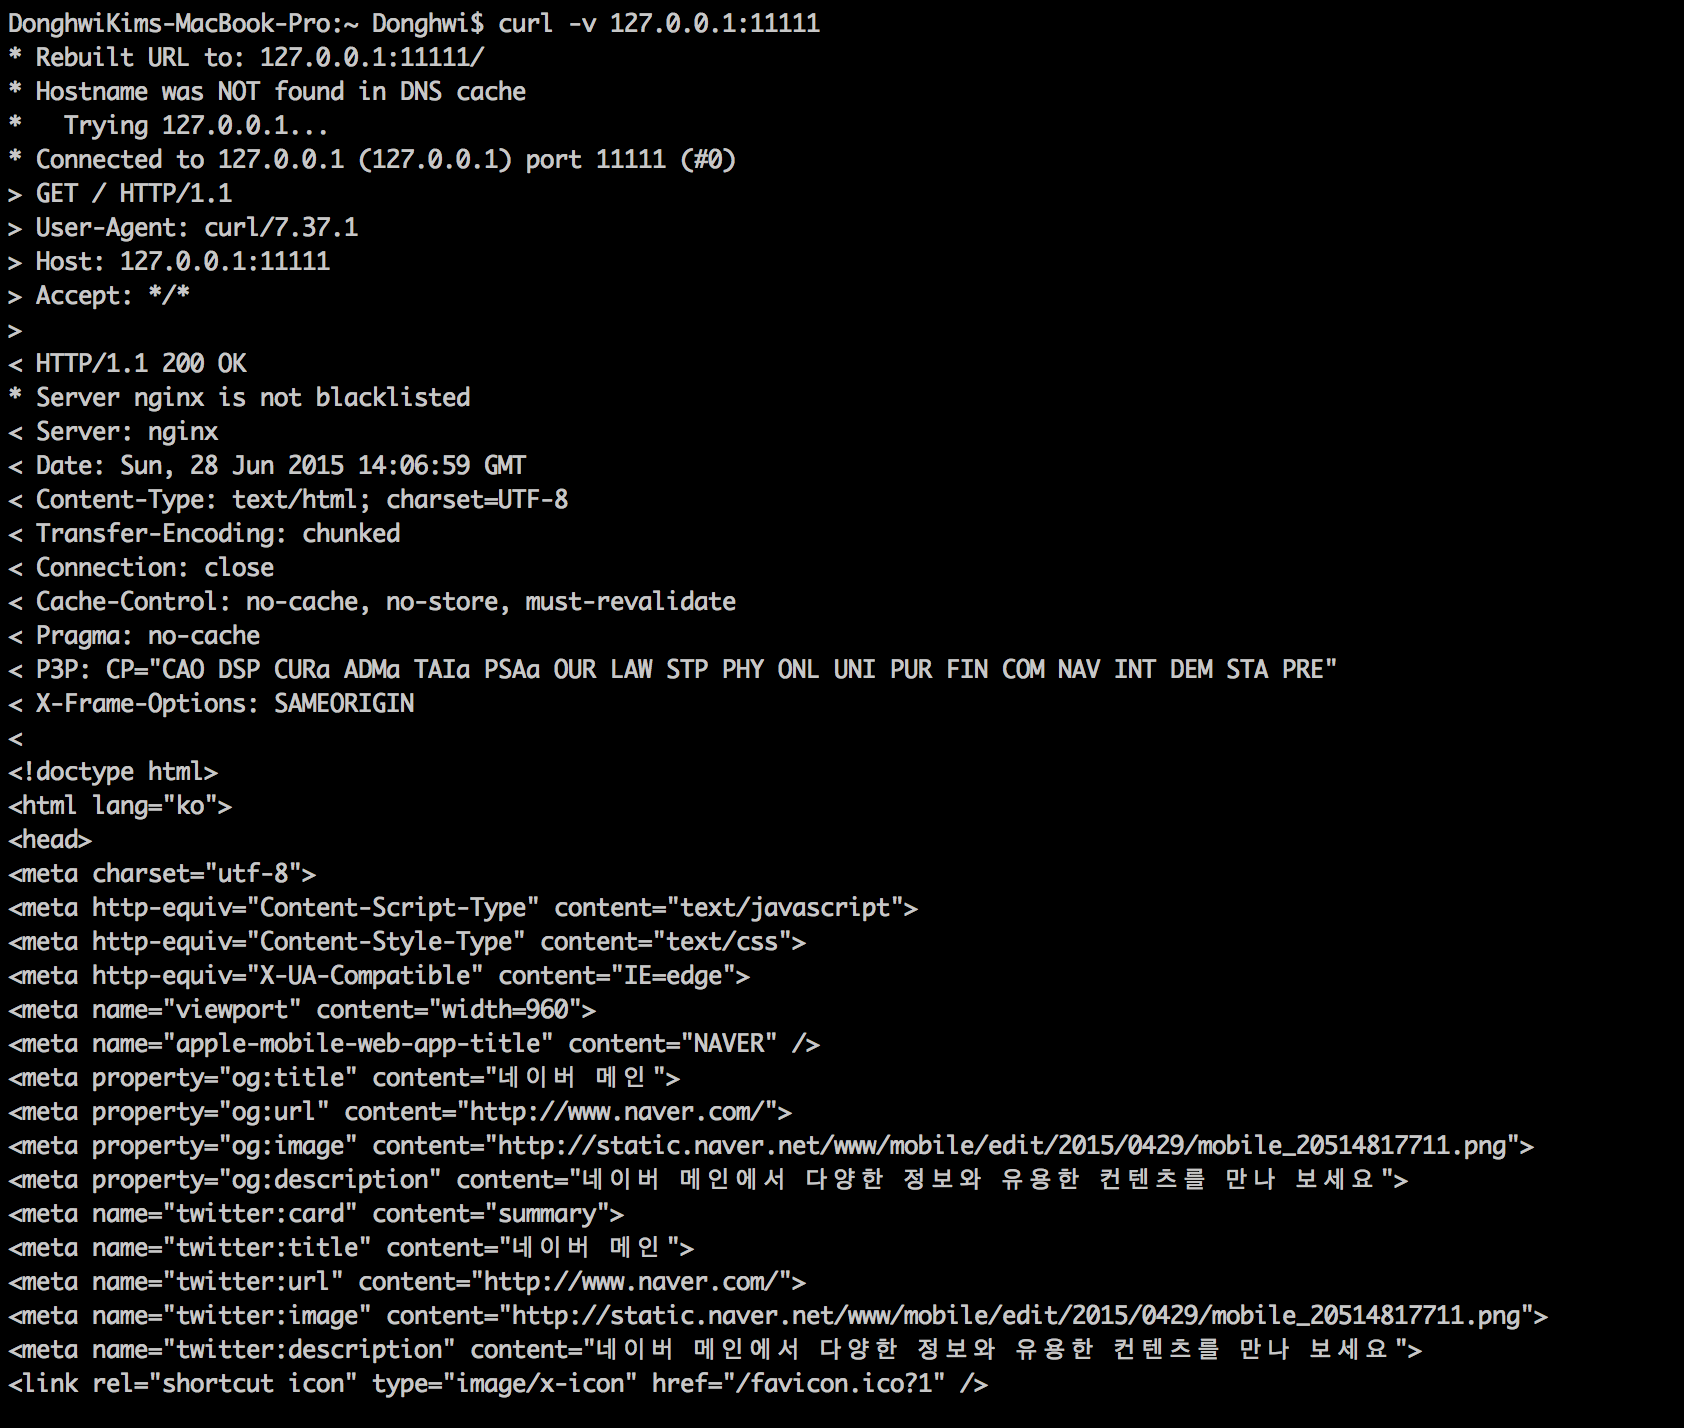 DonghwiKims-MacBook-Pro:~ Donghwi$ curl -v 127.0.0.1:11111
* Rebuilt URL to: 127.0.0.1:11111/
* Hostname was NOT found in DNS cache
*   Trying 127.0.0.1...
* Connected to 127.0.0.1 (127.0.0.1) port 11111 (#0)
> GET / HTTP/1.1
> User-Agent: curl/7.37.1
> Host: 127.0.0.1:11111
> Accept: */*
>
< HTTP/1.1 200 OK
* Server nginx is not blacklisted
< Server: nginx
< Date: Sun, 28 Jun 2015 14:06:59 GMT
< Content-Type: text/html; charset=UTF-8
< Transfer-Encoding: chunked
< Connection: close
< Cache-Control: no-cache, no-store, must-revalidate
< Pragma: no-cache
< P3P: CP="CAO DSP CURa ADMa TAIa PSAa OUR LAW STP PHY ONL UNI PUR FIN COM NAV INT DEM STA PRE"
< X-Frame-Options: SAMEORIGIN
<
<!doctype html>
<html lang="ko">
<head>
<meta charset="utf-8">
<meta http-equiv="Content-Script-Type" content="text/javascript">
<meta http-equiv="Content-Style-Type" content="text/css">
<meta http-equiv="X-UA-Compatible" content="IE=edge">
<meta name="viewport" content="width=960">
<meta name="apple-mobile-web-app-title" content="NAVER" />
<meta property="og:title" content="네이버 메인">
<meta property="og:url" content="http://www.naver.com/">
<meta property="og:image" content="http://static.naver.net/www/mobile/edit/2015/0429/mobile_20514817711.png">
<meta property="og:description" content="네이버 메인에서 다양한 정보와 유용한 컨텐츠를 만나 보세요">
<meta name="twitter:card" content="summary">
<meta name="twitter:title" content="네이버 메인">
<meta name="twitter:url" content="http://www.naver.com/">
<meta name="twitter:image" content="http://static.naver.net/www/mobile/edit/2015/0429/mobile_20514817711.png">
<meta name="twitter:description" content="네이버 메인에서 다양한 정보와 유용한 컨텐츠를 만나 보세요">
<link rel="shortcut icon" type="image/x-icon" href="/favicon.ico?1" />